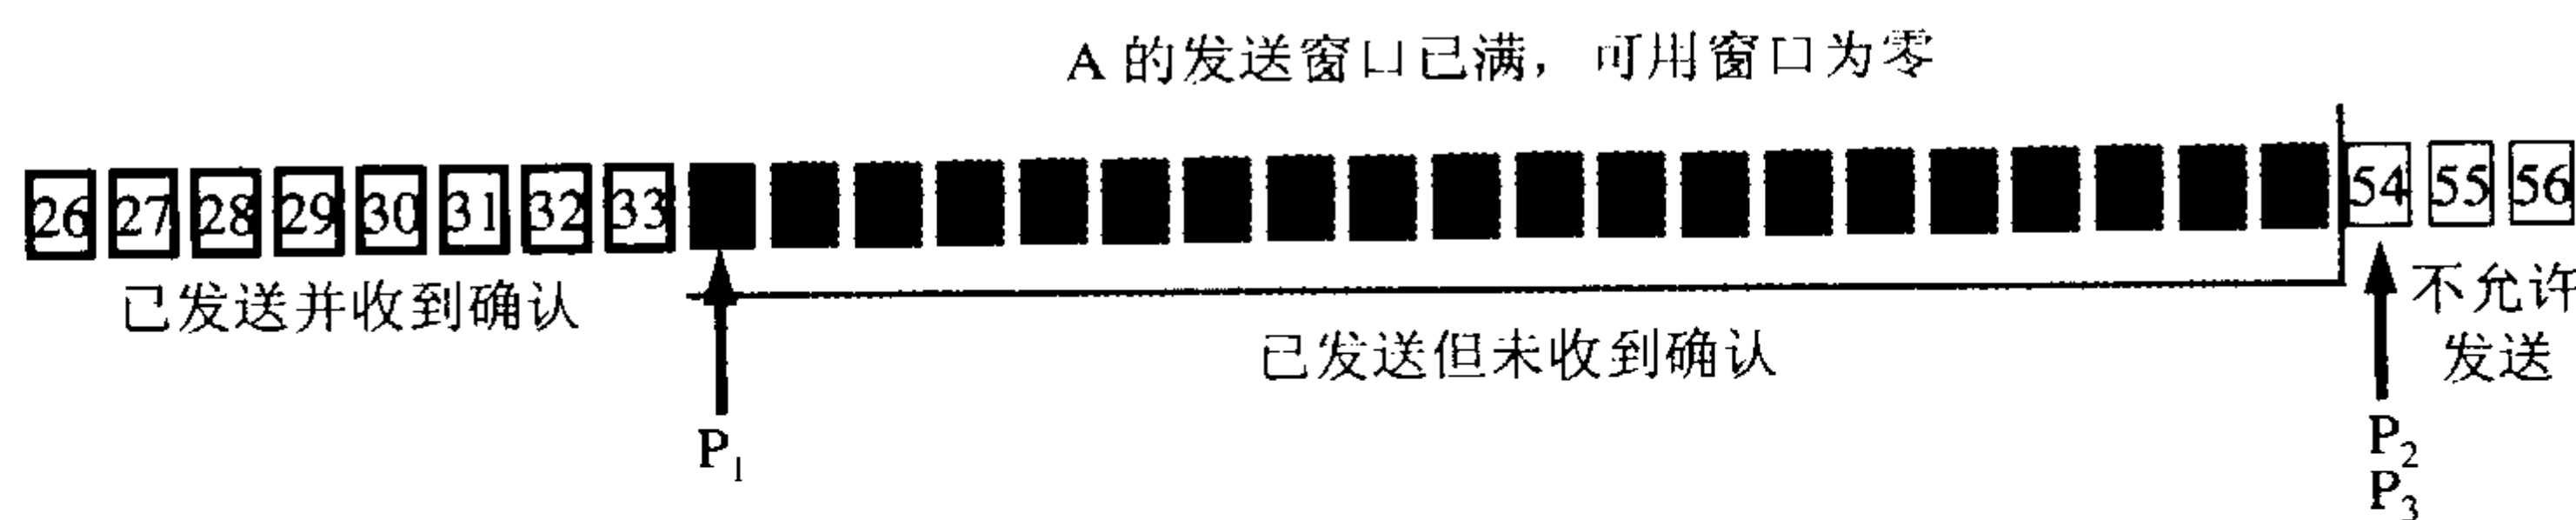 A 的发送窗口已满，可用窗口为零
26 27 28 29 30 31 32 33 54 55 56
已发送并收到确认
不允许
发送
已发送但未收到确认
P₁
P₂
P₃